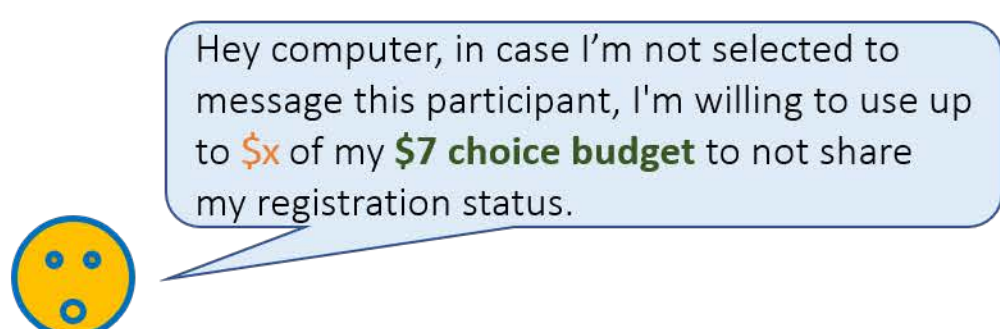 Hey computer, in case I’m not selected to
message this participant, I'm willing to use up
to $x of my $7 choice budget to not share
my registration status.